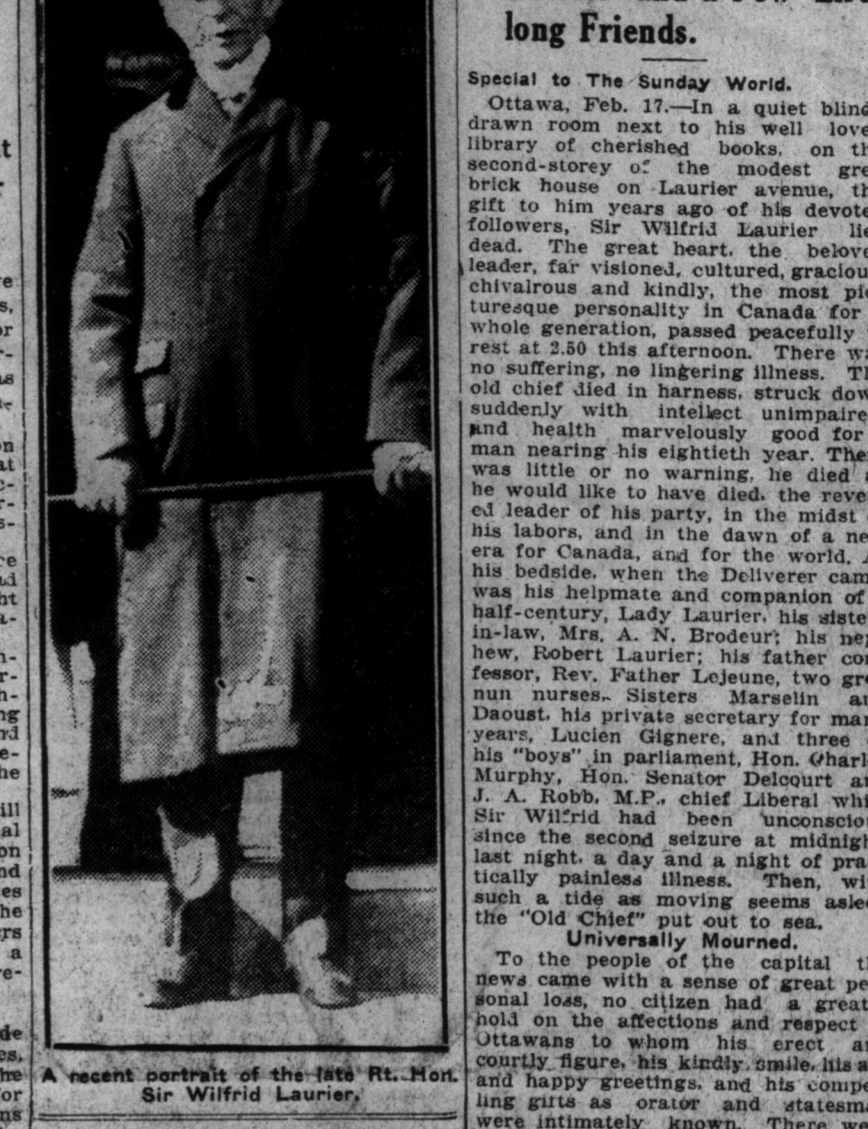 long Friends.
Special to The Sunday World.
Ottawa, Feb. 17.—In a quiet blind
drawn room next to his well love
library of cherished books, on th
second-storey of the modest gre
brick house on Laurier avenue, th
gift to him years ago of his devote
followers, Sir Wilfrid Laurier lie
dead. The great heart, the belove
leader, far visioned, cultured, graciou
chivalrous and kindly, the most pic
turesque personality in Canada for
whole generation, passed peacefully
rest at 2.50 this afternoon. There wa
no suffering, no lingering illness. Th
old chief died in harness, struck dow
suddenly with intellect unimpaire
and health marvelously good for
man nearing his eightieth year. The
was little or no warning, he died a
he would like to have died, the rever
ed leader of his party, in the midst
his labors, and in the dawn of a ne
era for Canada, and for the world. A
his bedside, when the Deliverer cam
was his helpmate and companion of
half-century, Lady Laurier, his siste
in-law, Mrs. A. N. Brodeur; his nep
hew, Robert Laurier; his father con
fessor, Rev. Father Lejeune, two gre
nun nurses, Sisters Marselin an
Daoust, his private secretary for man
years, Lucien Gignere, and three
his "boys" in parliament, Hon. Charl
Murphy, Hon. Senator Delcourt an
J. A. Robb, M.P., chief Liberal whi
Sir Wilfrid had been unconsciou
since the second seizure at midnigh
last night, a day and a night of pra
tically painless illness. Then, wi
such a tide as moving seems aslee
the "Old Chief" put out to sea.
Universally Mourned.
To the people of the capital th
news came with a sense of great pe
sonal loss, no citizen had a great
hold on the affections and respect
Ottawans to whom his erect an
courtly figure, his kindly smile, his a
and happy greetings, and his compe
ling gifts as orator and statesma
were intimately known. There
A recent portrait of the late Rt. Hon.
Sir Wilfrid Laurier.